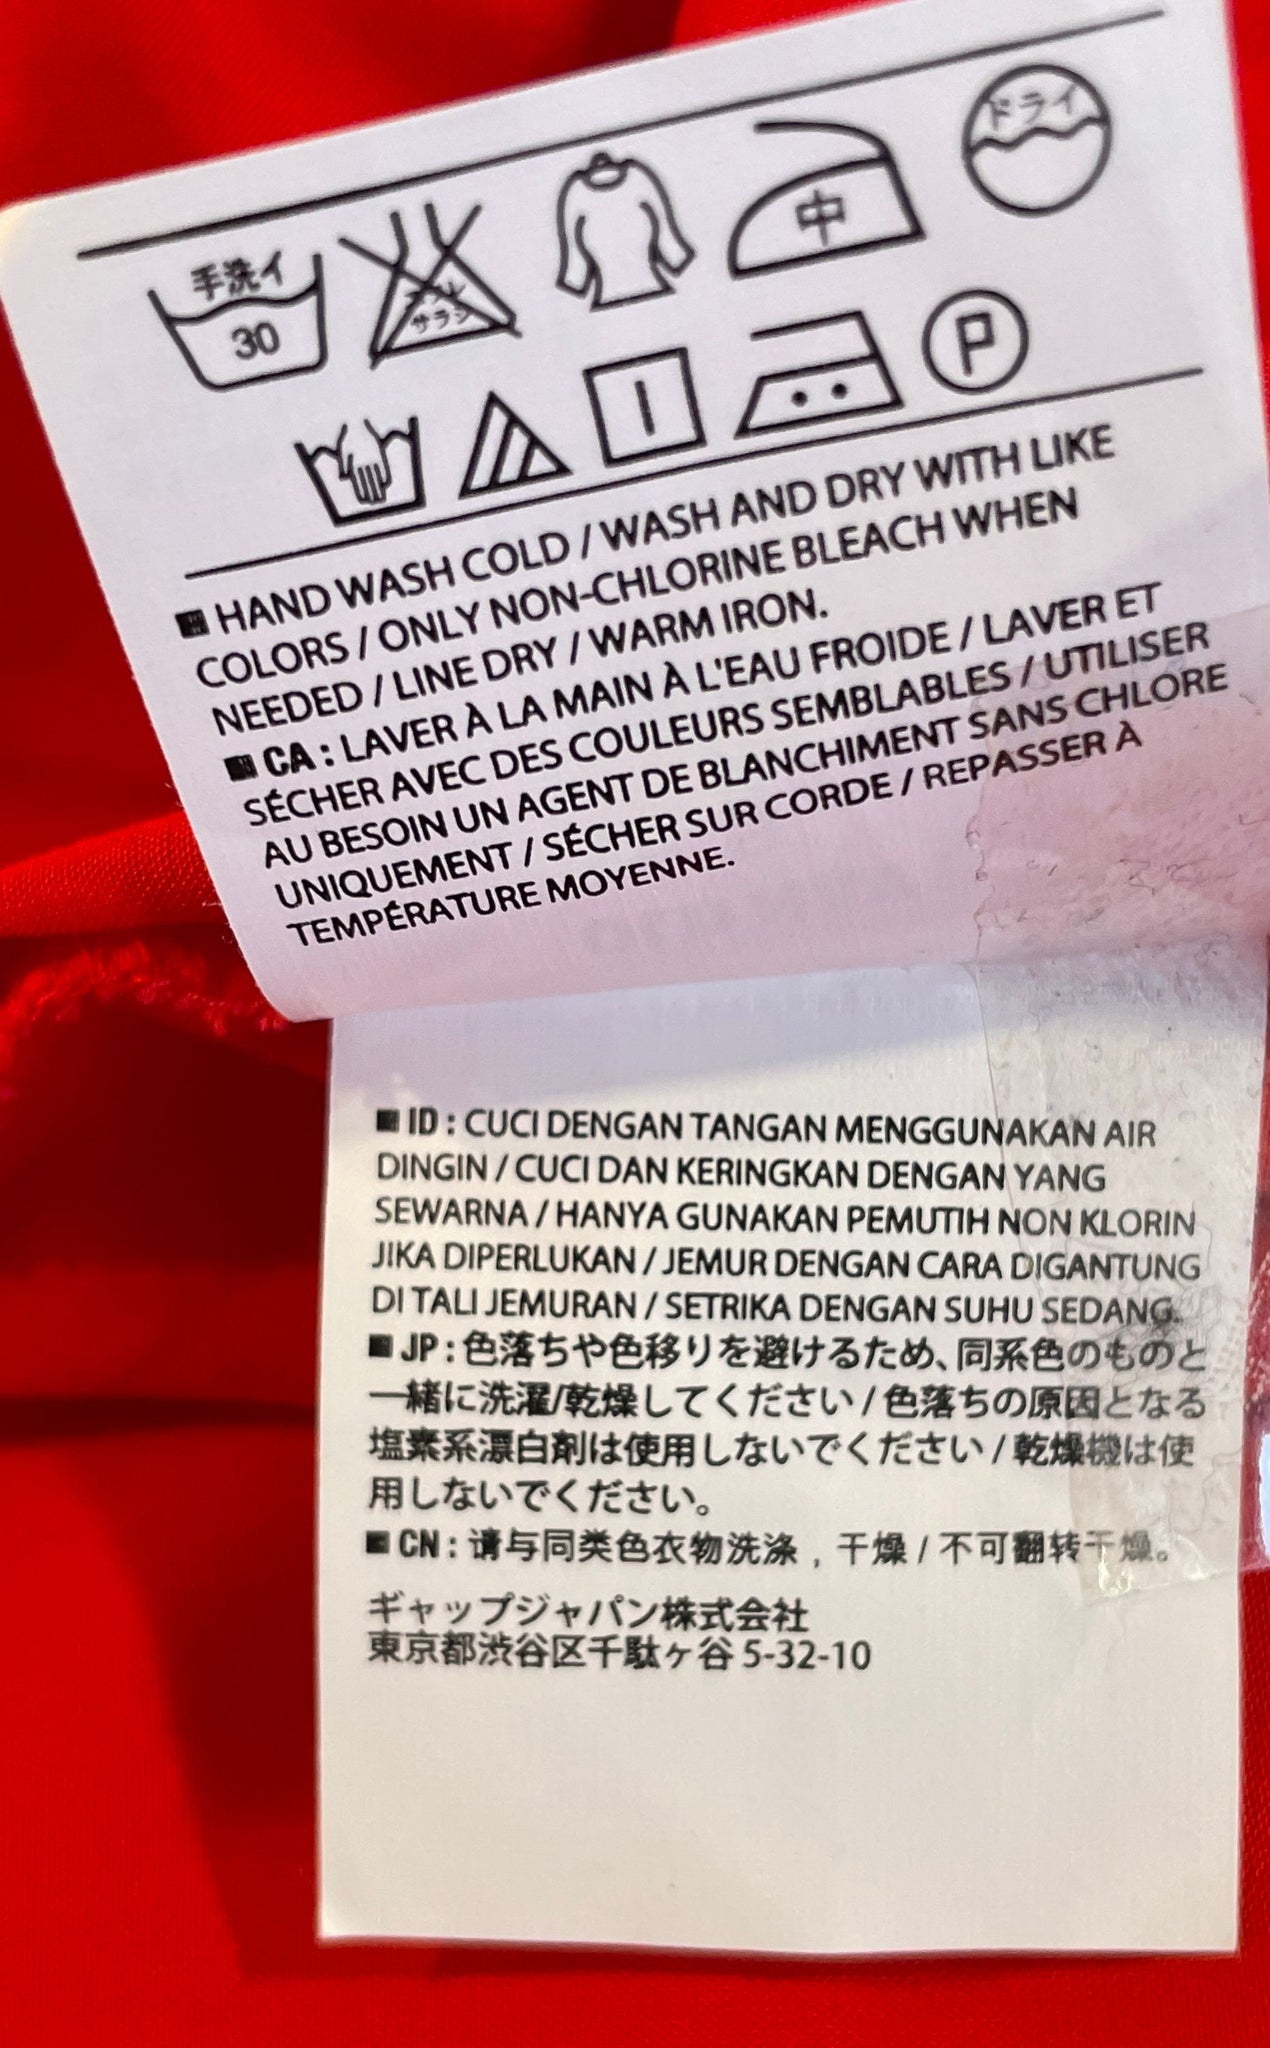 ドライ
中
手洗イ
30
サラシ
P
HAND WASH COLD / WASH AND DRY WITH LIKE
COLORS / ONLY NON-CHLORINE BLEACH WHEN
NEEDED / LINE DRY / WARM IRON.
CA : LAVER À LA MAIN À L'EAU FROIDE / LAVER ET
SÉCHER AVEC DES COULEURS SEMBLABLES / UTILISER
AU BESOIN UN AGENT DE BLANCHIMENT SANS CHLORE
UNIQUEMENT / SÉCHER SUR CORDE / REPASSER À
TEMPÉRATURE MOYENNE.
ID : CUCI DENGAN TANGAN MENGGUNAKAN AIR
DINGIN / CUCI DAN KERINGKAN DENGAN YANG
SEWARNA / HANYA GUNAKAN PEMUTIH NON KLORIN
JIKA DIPERLUKAN / JEMUR DENGAN CARA DIGANTUNG
DI TALI JEMURAN / SETRIKA DENGAN SUHU SEDANG.
JP : 色落ちや色移りを避けるため、同系色のものと
一緒に洗濯/乾燥してください / 色落ちの原因となる
塩素系漂白剤は使用しないでください / 乾燥機は使
用しないでください。
CN : 请与同类色衣物洗涤，干燥 / 不可翻转干燥。
ギャップジャパン株式会社
東京都渋谷区千駄ヶ谷 5-32-10